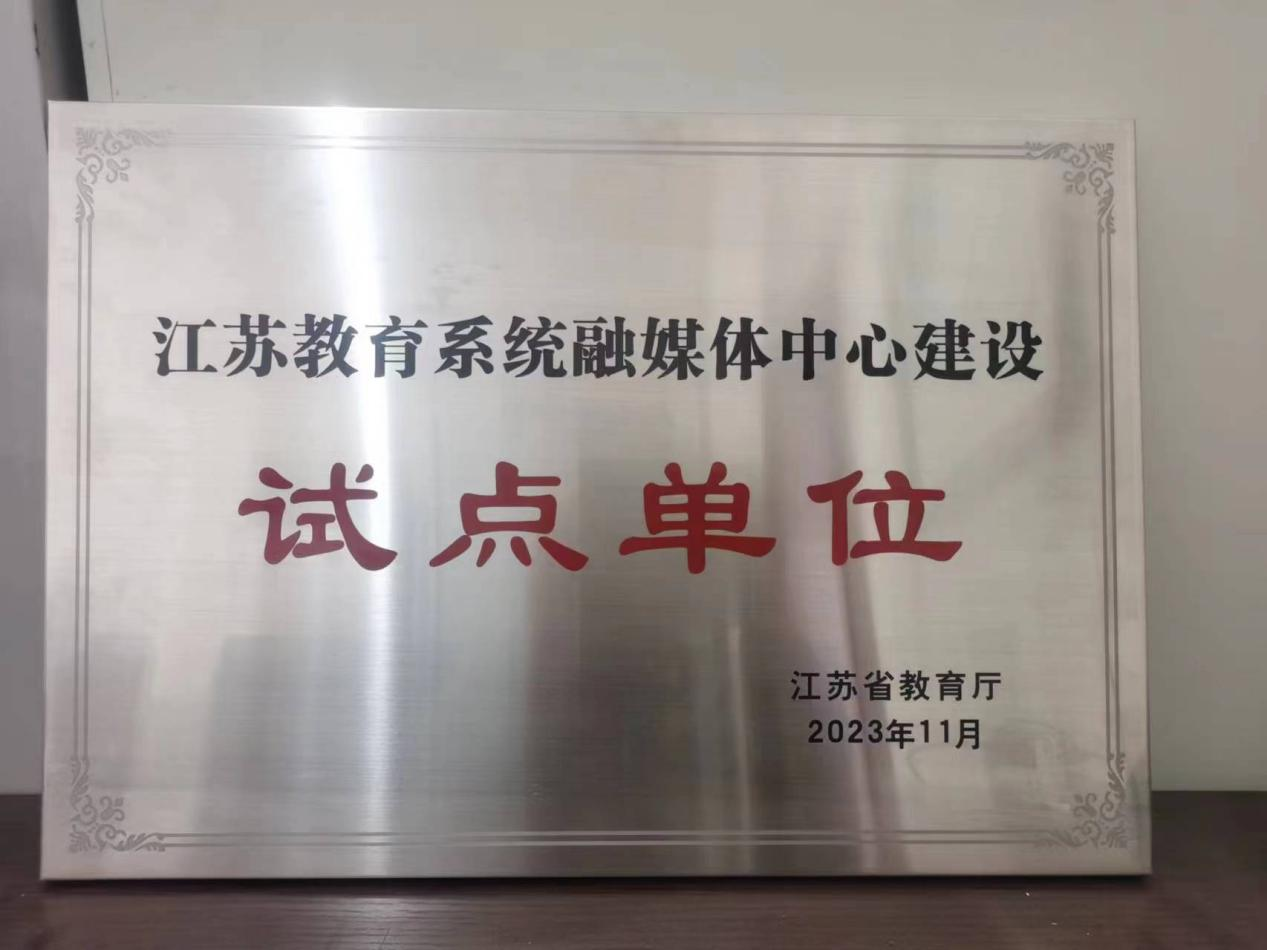 江苏教育系统融媒体中心建设
试点单位
江苏省教育厅
2023年11月